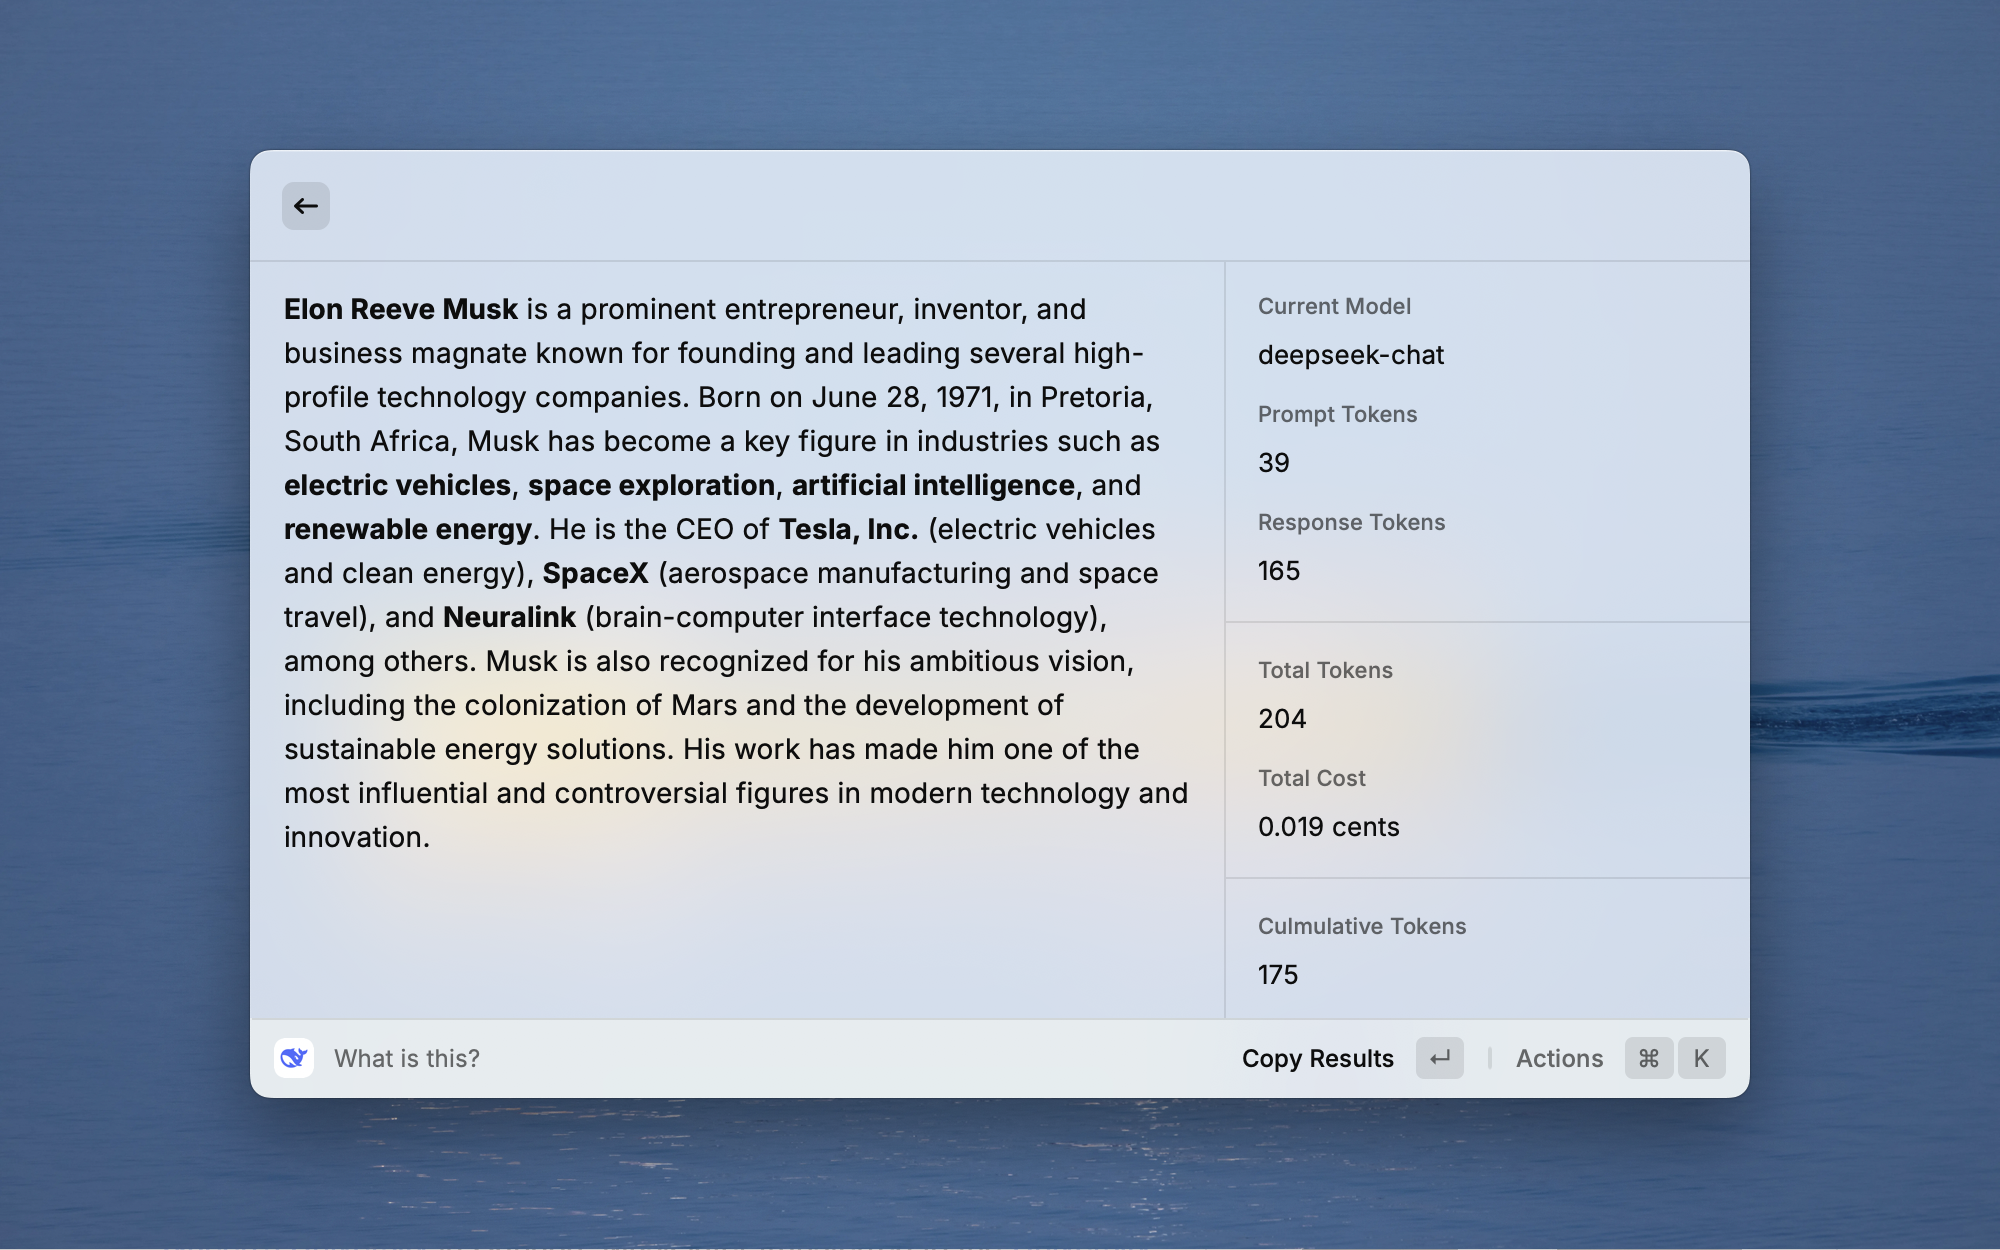 Elon Reeve Musk is a prominent entrepreneur, inventor, and
business magnate known for founding and leading several high-
profile technology companies. Born on June 28, 1971, in Pretoria,
South Africa, Musk has become a key figure in industries such as
electric vehicles, space exploration, artificial intelligence, and
renewable energy. He is the CEO of Tesla, Inc. (electric vehicles
and clean energy), SpaceX (aerospace manufacturing and space
travel), and Neuralink (brain-computer interface technology),
among others. Musk is also recognized for his ambitious vision,
including the colonization of Mars and the development of
sustainable energy solutions. His work has made him one of the
most influential and controversial figures in modern technology and
innovation.
Current Model
deepseek-chat
Prompt Tokens
39
Response Tokens
165
Total Tokens
204
Total Cost
0.019 cents
Culmulative Tokens
175
What is this?
Copy Results ↵ Actions ⌘ K